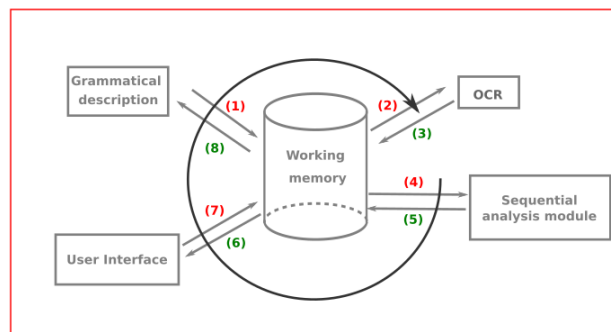 Grammatical
description
(1)
(8)
(2)
(3)
OCR
Working
memory
(4)
(5)
Sequential
analysis module
(7)
(6)
User Interface